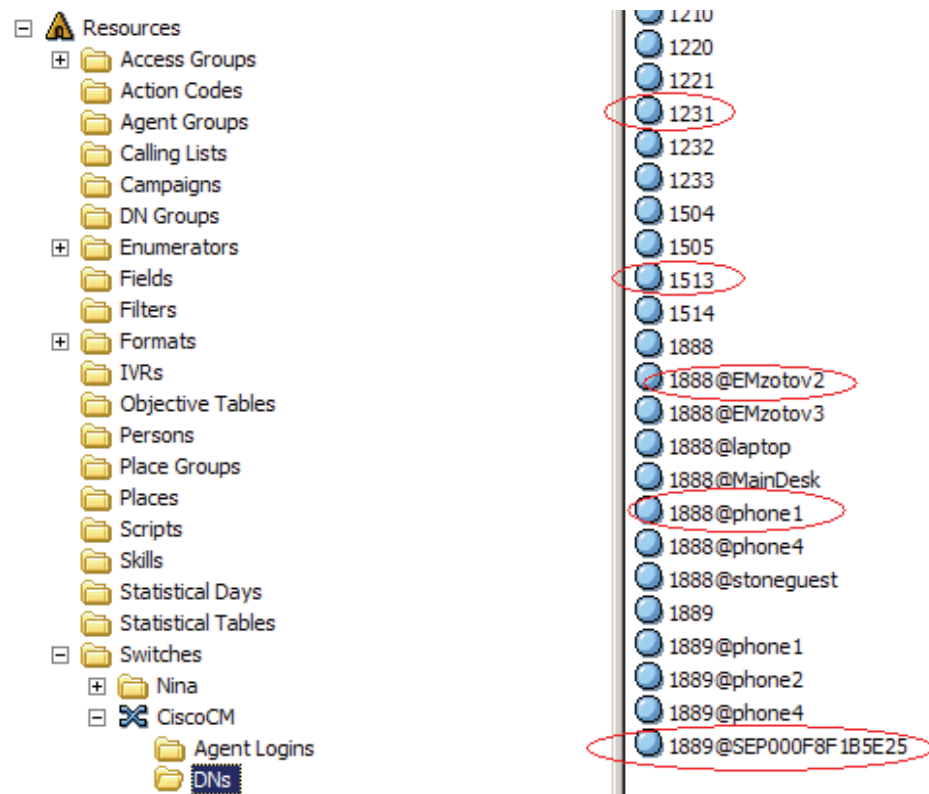 Resources
Access Groups
Action Codes
Agent Groups
Calling Lists
Campaigns
DN Groups
Enumerators
Fields
Filters
Formats
IVRs
Objective Tables
Persons
Place Groups
Places
Scripts
Skills
Statistical Days
Statistical Tables
Switches
Nina
CiscoCM
Agent Logins
DNs
1210
1220
1221
1231
1232
1233
1504
1505
1513
1514
1888
1888@EMzotov2
1888@EMzotov3
1888@laptop
1888@MainDesk
1888@phone1
1888@phone4
1888@stoneguest
1889
1889@phone1
1889@phone2
1889@phone4
1889@SEP000F8F1B5E25